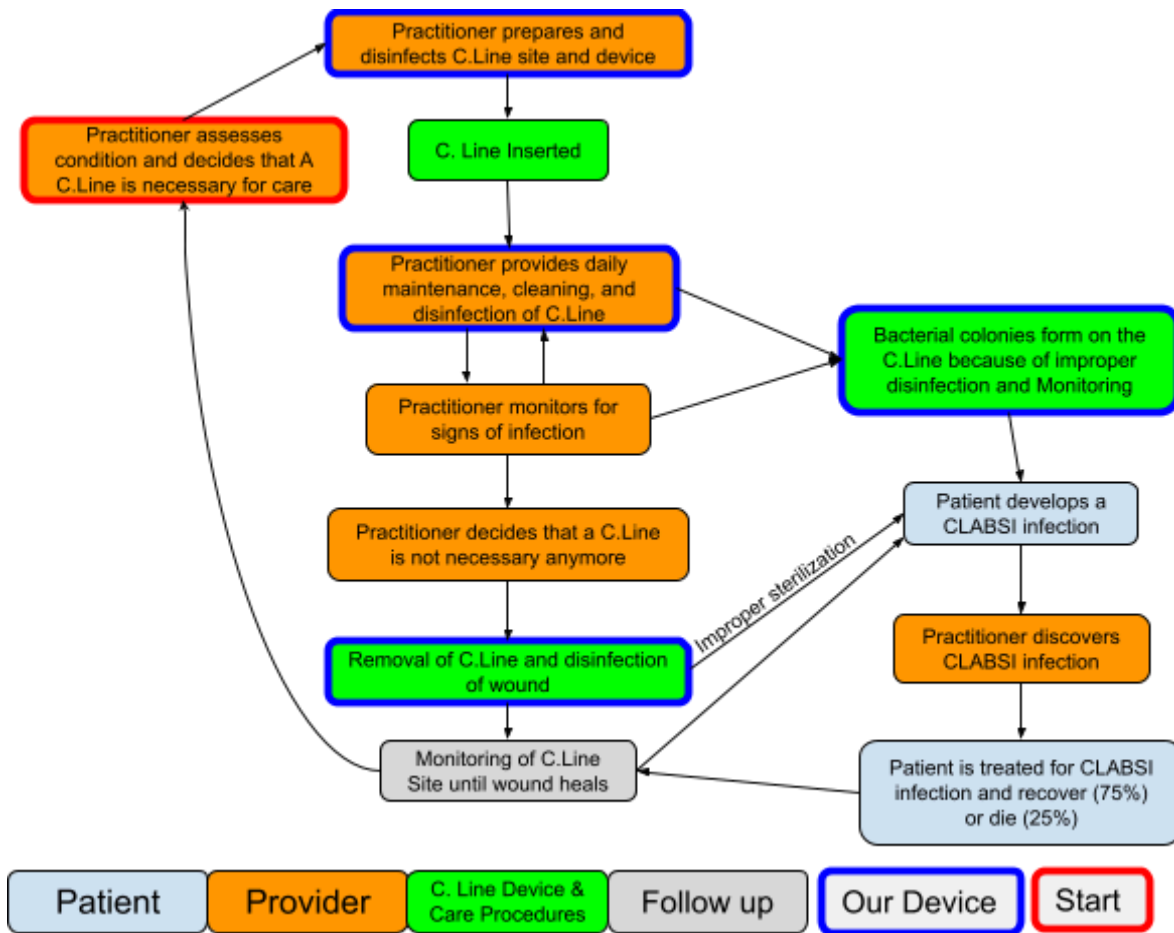 Practitioner prepares and
disinfects C.Line site and device
Practitioner assesses
condition and decides that A
C.Line is necessary for care
C. Line Inserted
Practitioner provides daily
maintenance, cleaning, and
disinfection of C.Line
Bacterial colonies form on the
C.Line because of improper
disinfection and Monitoring
Practitioner monitors for
signs of infection
Patient develops a
CLABSI infection
Practitioner decides that a C.Line
is not necessary anymore
Improper sterilization
Practitioner discovers
CLABSI infection
Removal of C.Line and disinfection
of wound
Monitoring of C.Line
Site until wound heals
Patient is treated for CLABSI
infection and recover (75%)
or die (25%)
Patient
Provider
C. Line Device &
Care Procedures
Follow up
Our Device
Start